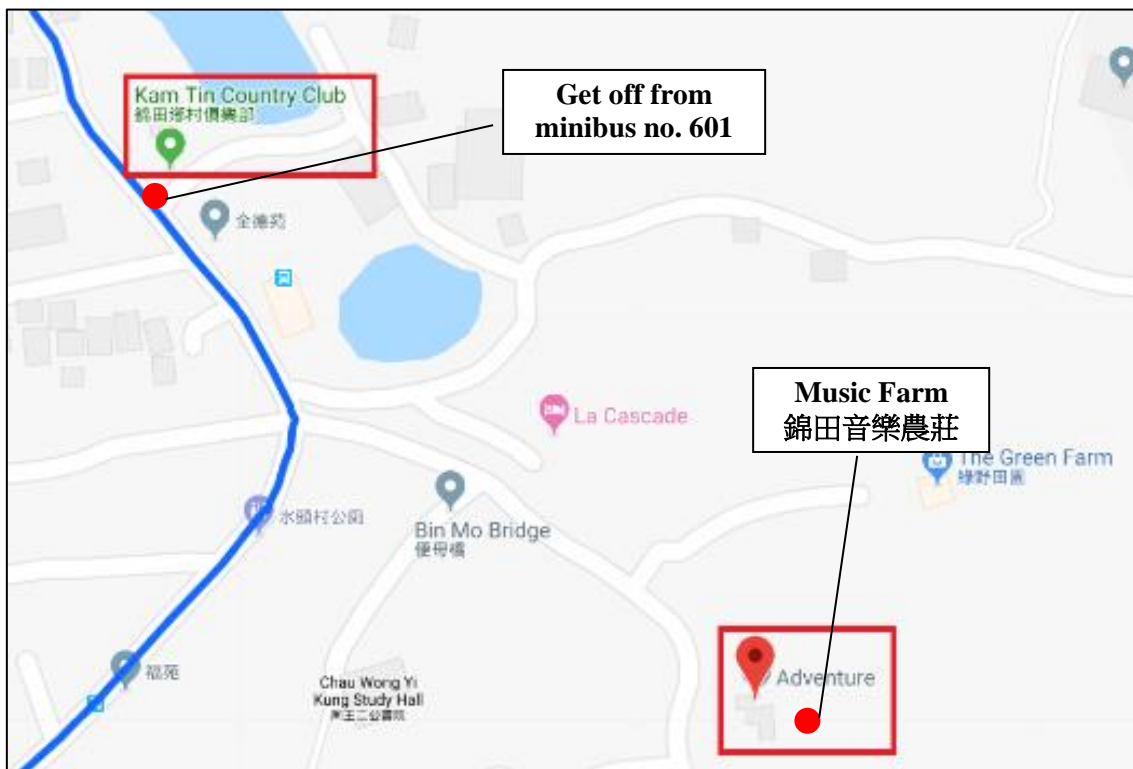 Kam Tin Country Club
錦田鄉村俱樂部
Get off from
minibus no. 601
全德苑
La Cascade
Music Farm
錦田音樂農莊
The Green Farm
綠野田園
水頭村公廁
Bin Mo Bridge
便母橋
福苑
Chau Wong Yi
Kung Study Hall
周王二公書院
Adventure